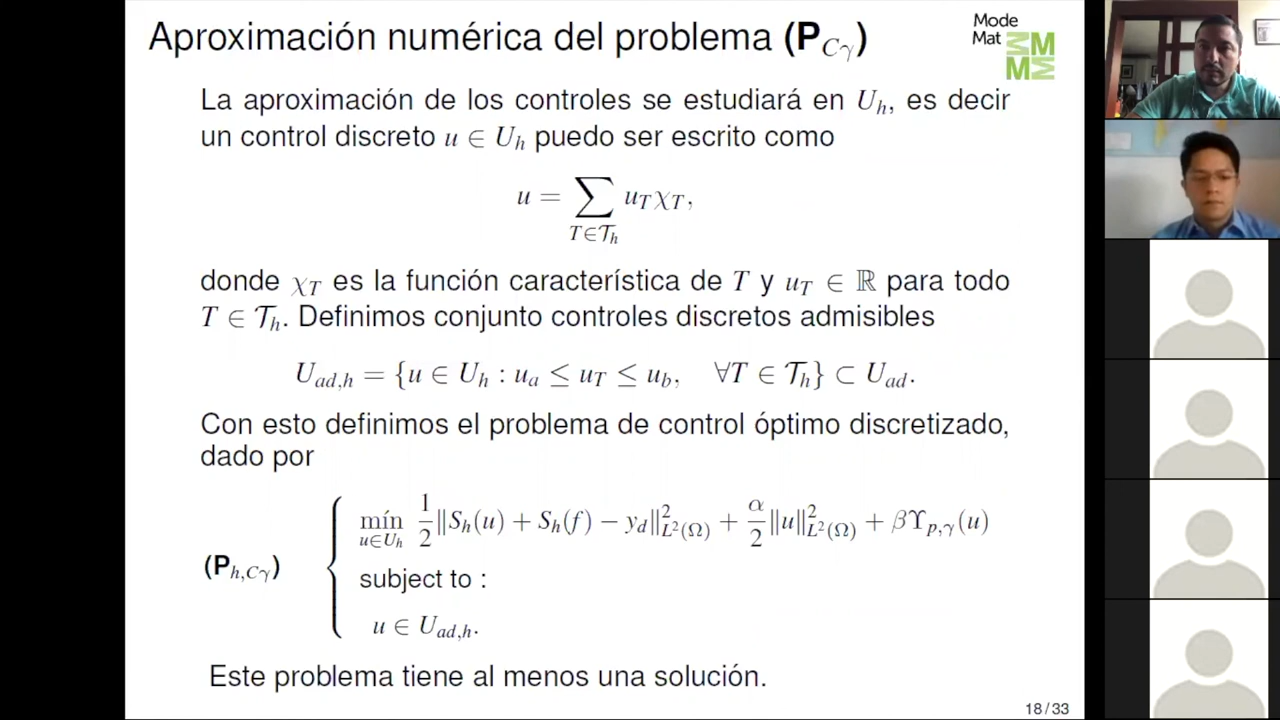 Aproximación numérica del problema (P_{Cγ})
Mode
Mat
La aproximación de los controles se estudiará en U_h, es decir
un control discreto u ∈ U_h puedo ser escrito como
u = ∑_{T∈𝒯_h} u_T χ_T,
donde χ_T es la función característica de T y u_T ∈ ℝ para todo
T ∈ 𝒯_h. Definimos conjunto controles discretos admisibles
U_{ad,h} = {u ∈ U_h : u_a ≤ u_T ≤ u_b, ∀T ∈ 𝒯_h} ⊂ U_{ad}.
Con esto definimos el problema de control óptimo discretizado,
dado por
(P_{h,Cγ})
mín_{u∈U_h} 1/2 ‖S_h(u) + S_h(f) − y_d‖²_{L²(Ω)} + α/2 ‖u‖²_{L²(Ω)} + βϒ_{p,γ}(u)
subject to :
u ∈ U_{ad,h}.
Este problema tiene al menos una solución.
18/33